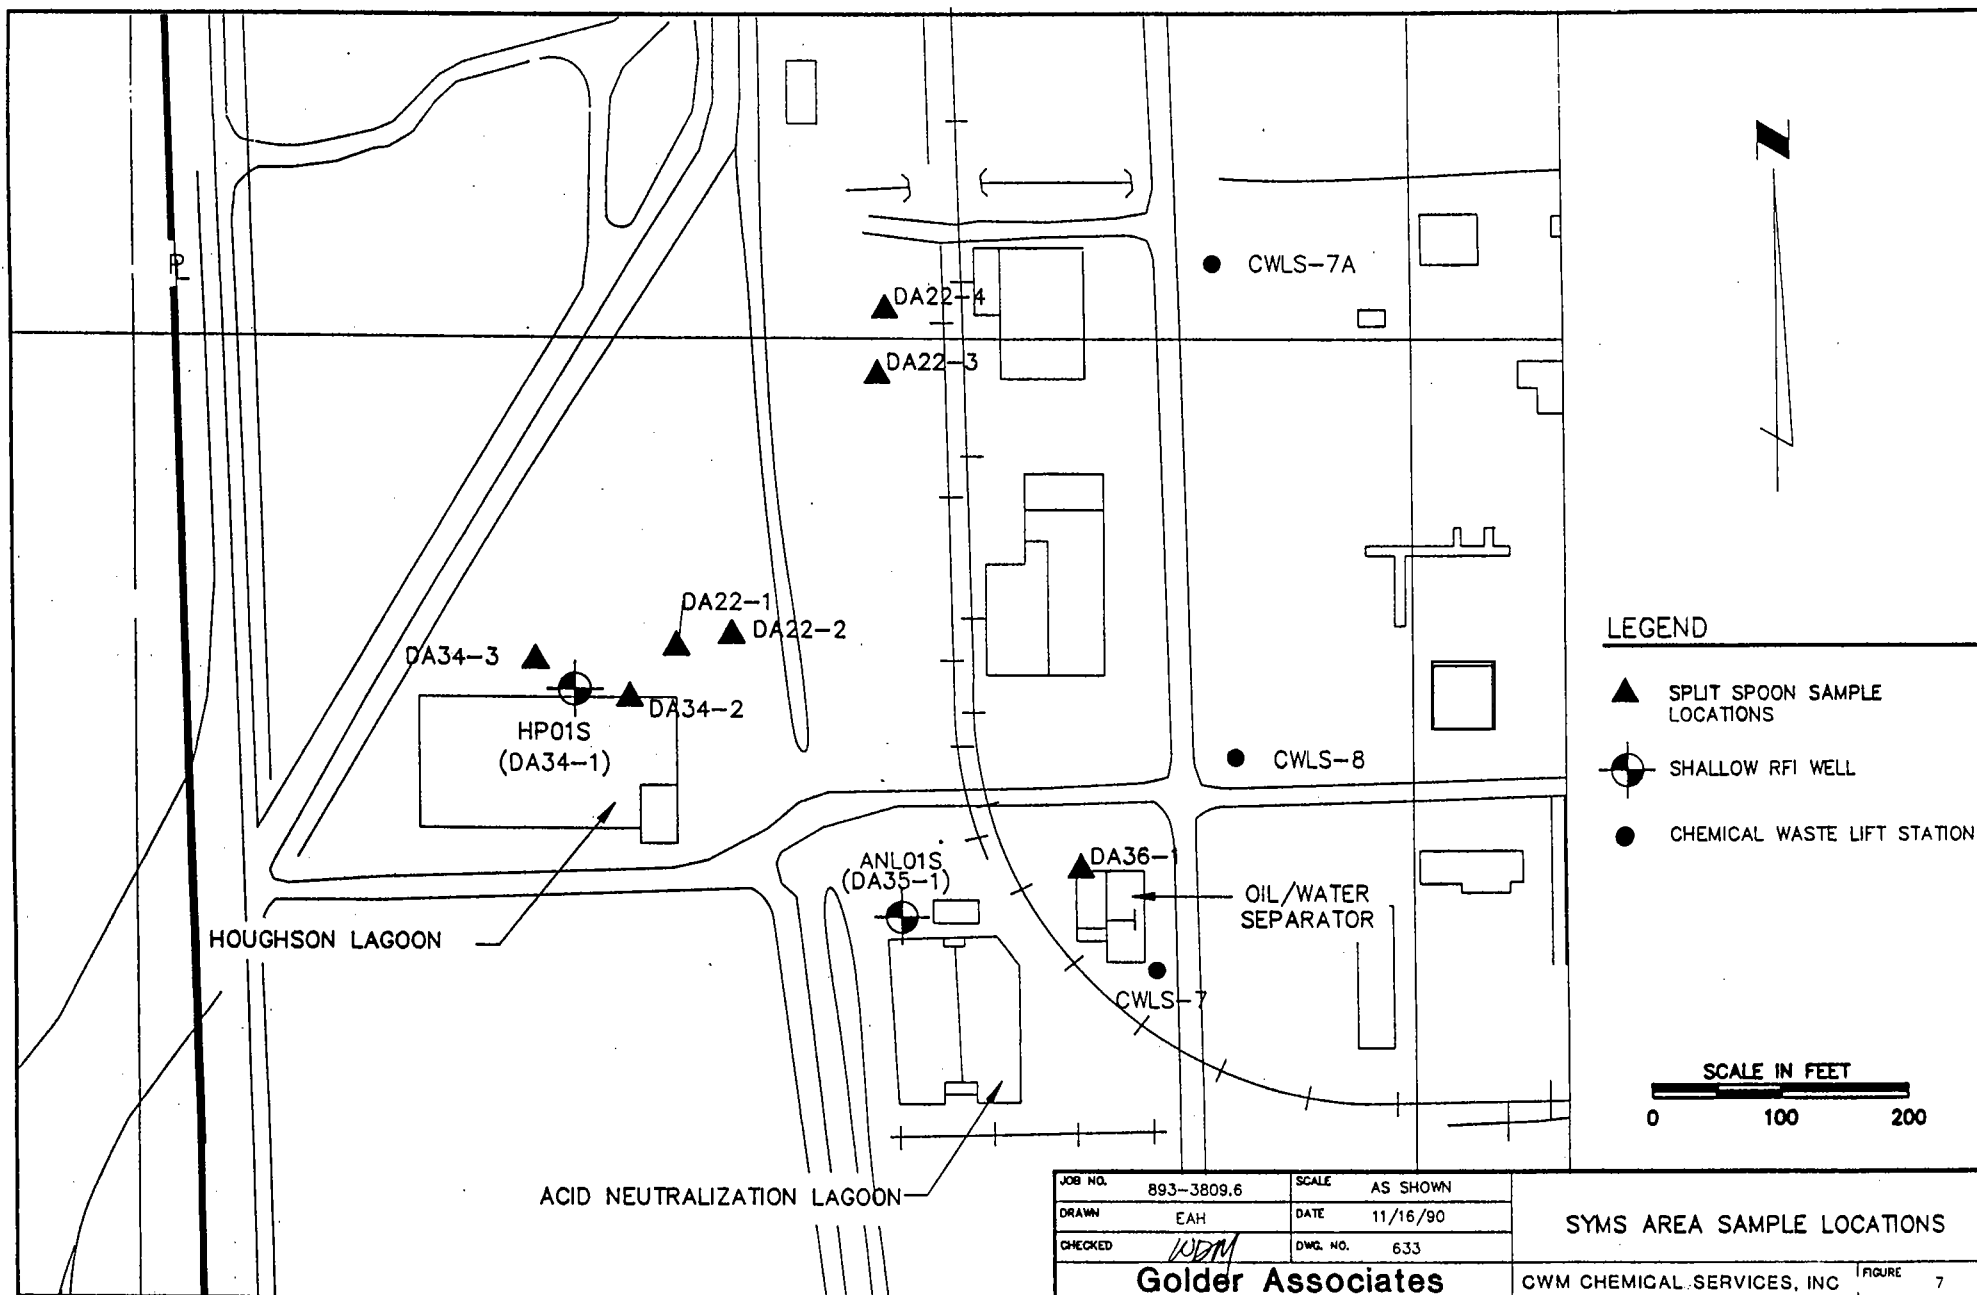 PL
CWLS-7A
DA22-4
DA22-3
DA22-1
DA22-2
DA34-3
DA34-2
HP01S
(DA34-1)
CWLS-8
ANL01S
(DA35-1)
DA36-1
OIL/WATER
SEPARATOR
HOUGHSON LAGOON
CWLS-7
ACID NEUTRALIZATION LAGOON
N
LEGEND
SPLIT SPOON SAMPLE
LOCATIONS
SHALLOW RFI WELL
CHEMICAL WASTE LIFT STATION
SCALE IN FEET
0 100 200
JOB NO. 893-3809.6 SCALE AS SHOWN
DRAWN EAH DATE 11/16/90
CHECKED WDM DWG. NO. 633
Golder Associates
SYMS AREA SAMPLE LOCATIONS
CWM CHEMICAL SERVICES, INC FIGURE 7